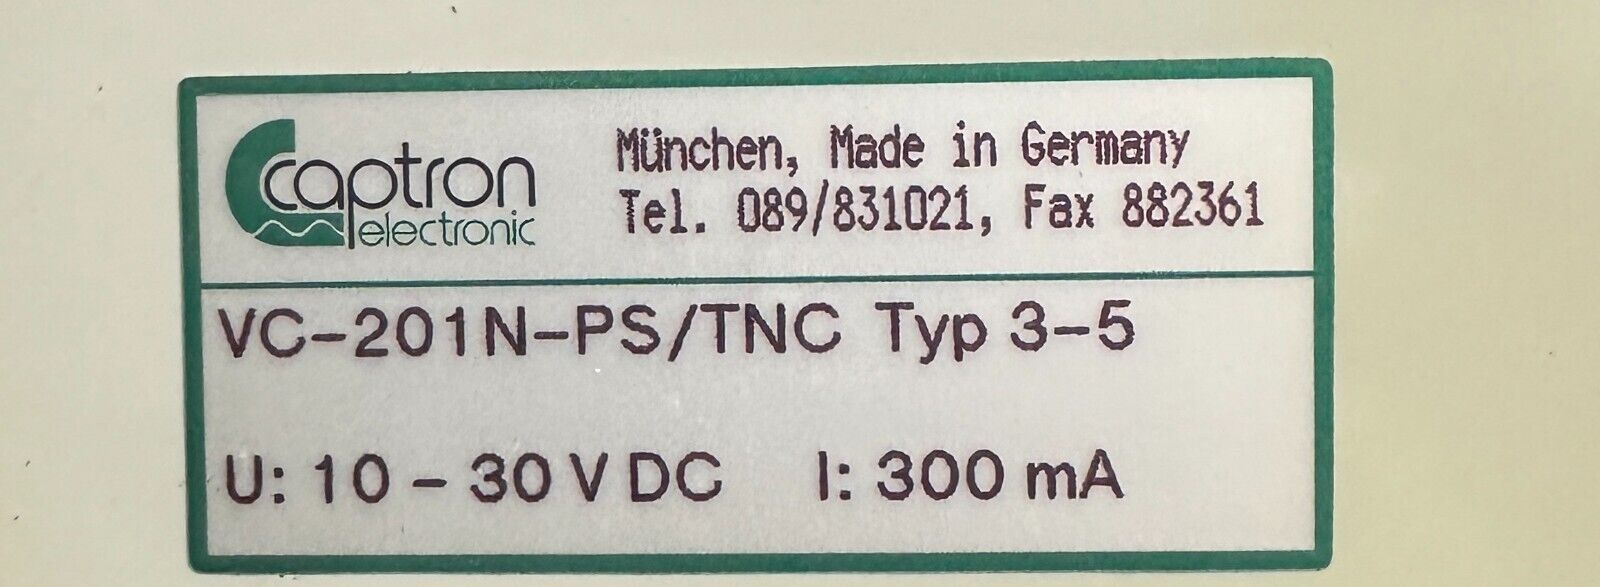 captron
electronic
München, Made in Germany
Tel. 089/831021, Fax 882361
VC-201N-PS/TNC Typ 3-5
U: 10 - 30 V DC I: 300 mA